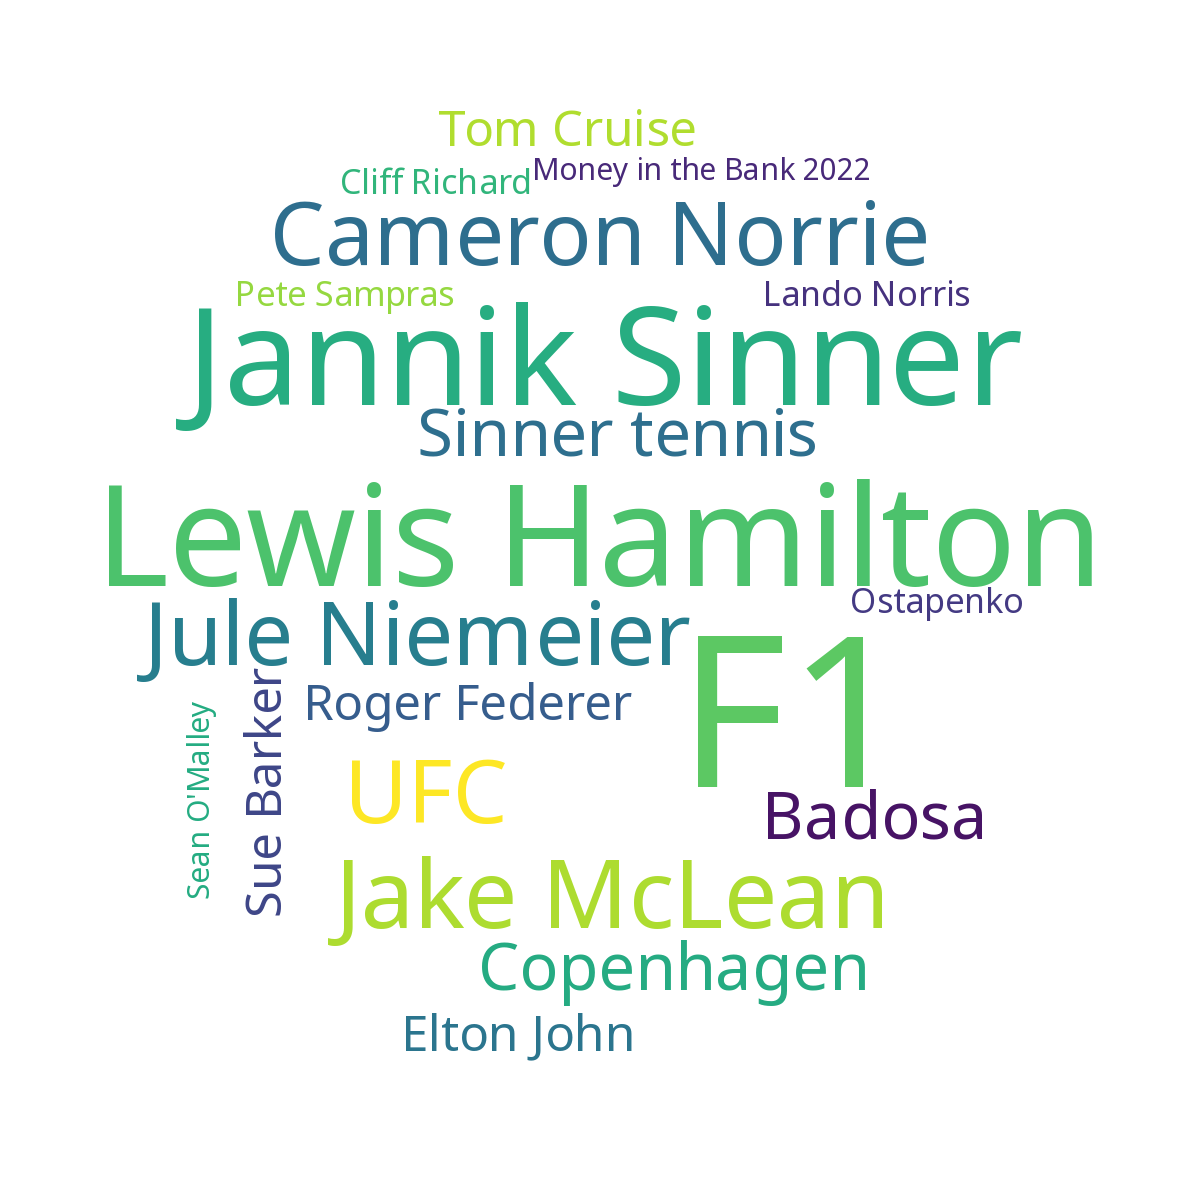 Tom Cruise
Cliff Richard
Money in the Bank 2022
Cameron Norrie
Pete Sampras
Lando Norris
Jannik Sinner
Sinner tennis
Lewis Hamilton
Ostapenko
Jule Niemeier
F1
Roger Federer
Sue Barker
Sean O'Malley
UFC
Badosa
Jake McLean
Copenhagen
Elton John